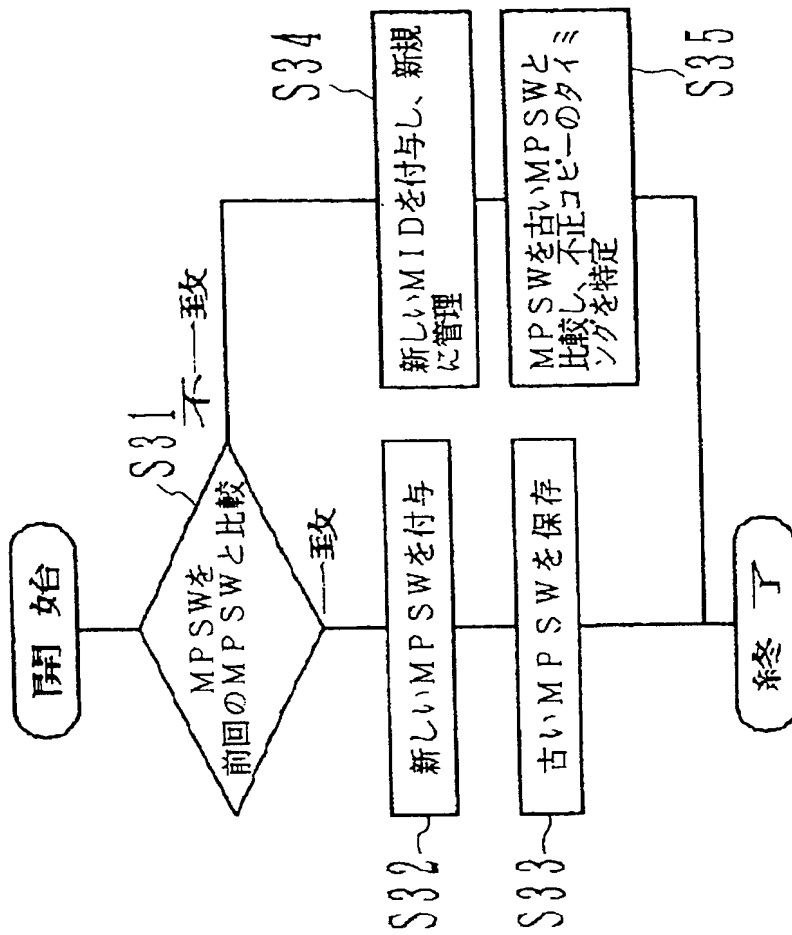 開 始
S31
MPSWを
前回のMPSWと比較
不一致
一致
S32
新しいMPSWを付与
S33
古いMPSWを保存
S34
新しいMIDを付与し、新規
に管理
S35
MPSWを古いMPSWと
比較し、不正コピーのタイミ
ングを特定
終 了